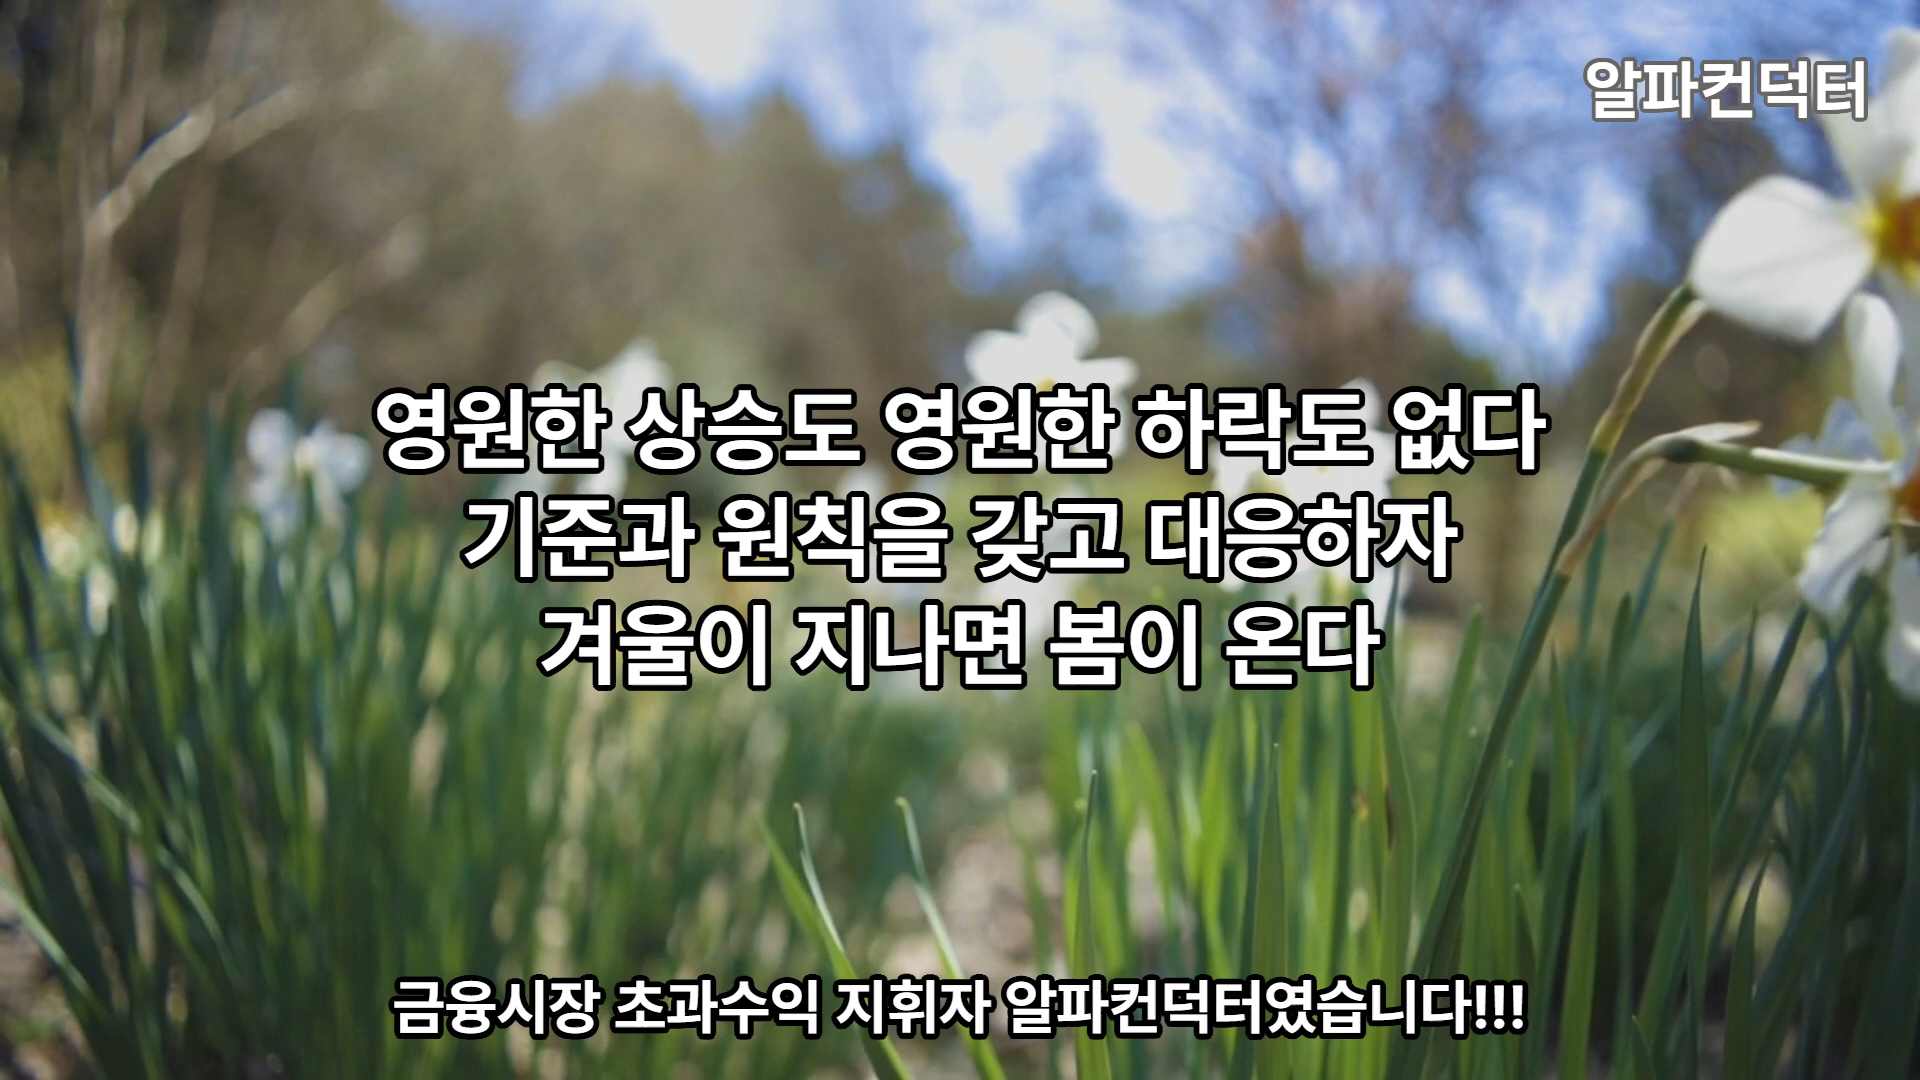 알파컨덕터
영원한 상승도 영원한 하락도 없다
기준과 원칙을 갖고 대응하자
겨울이 지나면 봄이 온다
금융시장 초과수익 지휘자 알파컨덕터였습니다!!!